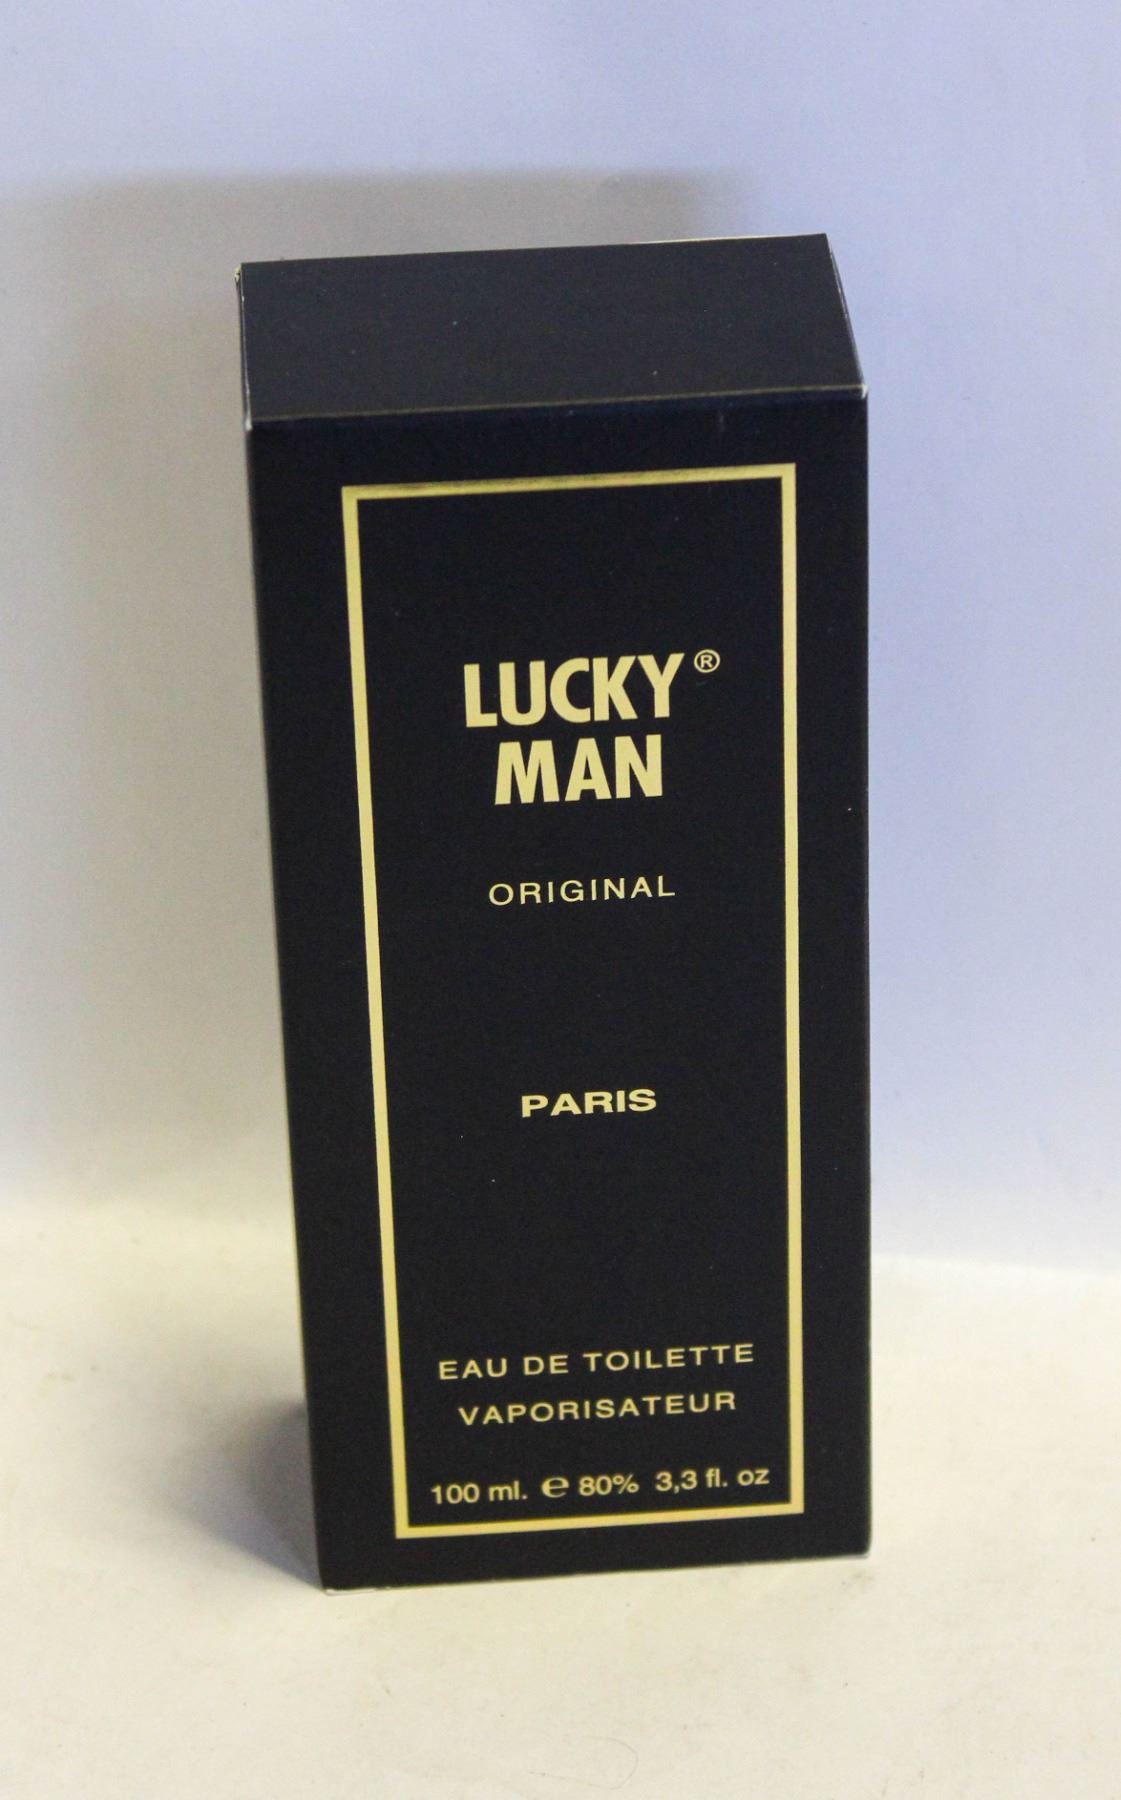 LUCKY®
MAN
ORIGINAL
PARIS
EAU DE TOILETTE
VAPORISATEUR
100 ml. ℮ 80% 3,3 fl. oz